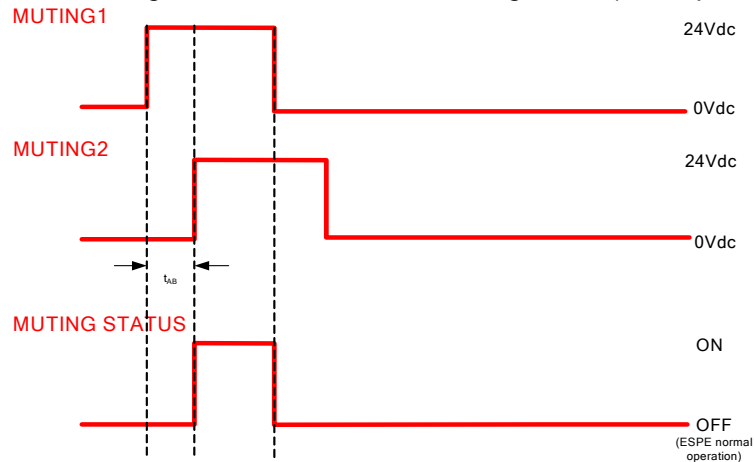 MUTING1
24Vdc
0Vdc
MUTING2
24Vdc
0Vdc
tAB
MUTING STATUS
ON
OFF
(ESPE normal
operation)